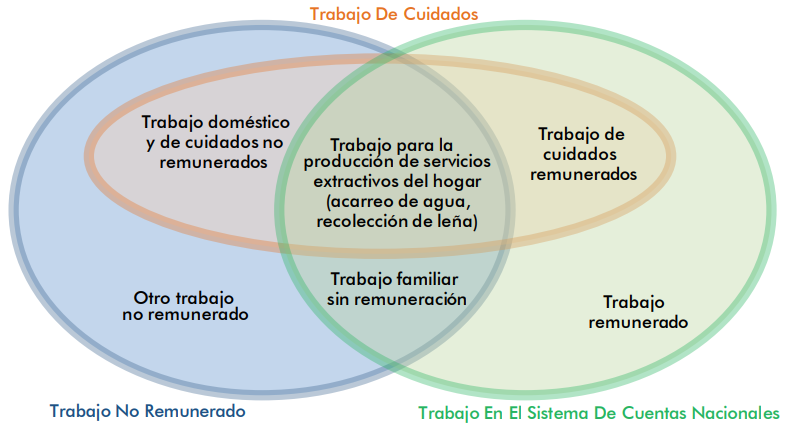 Trabajo De Cuidados
Trabajo doméstico
y de cuidados no
remunerados
Trabajo para la
producción de servicios
extractivos del hogar
(acarreo de agua,
recolección de leña)
Trabajo de
cuidados
remunerados
Otro trabajo
no remunerado
Trabajo familiar
sin remuneración
Trabajo
remunerado
Trabajo No Remunerado
Trabajo En El Sistema De Cuentas Nacionales